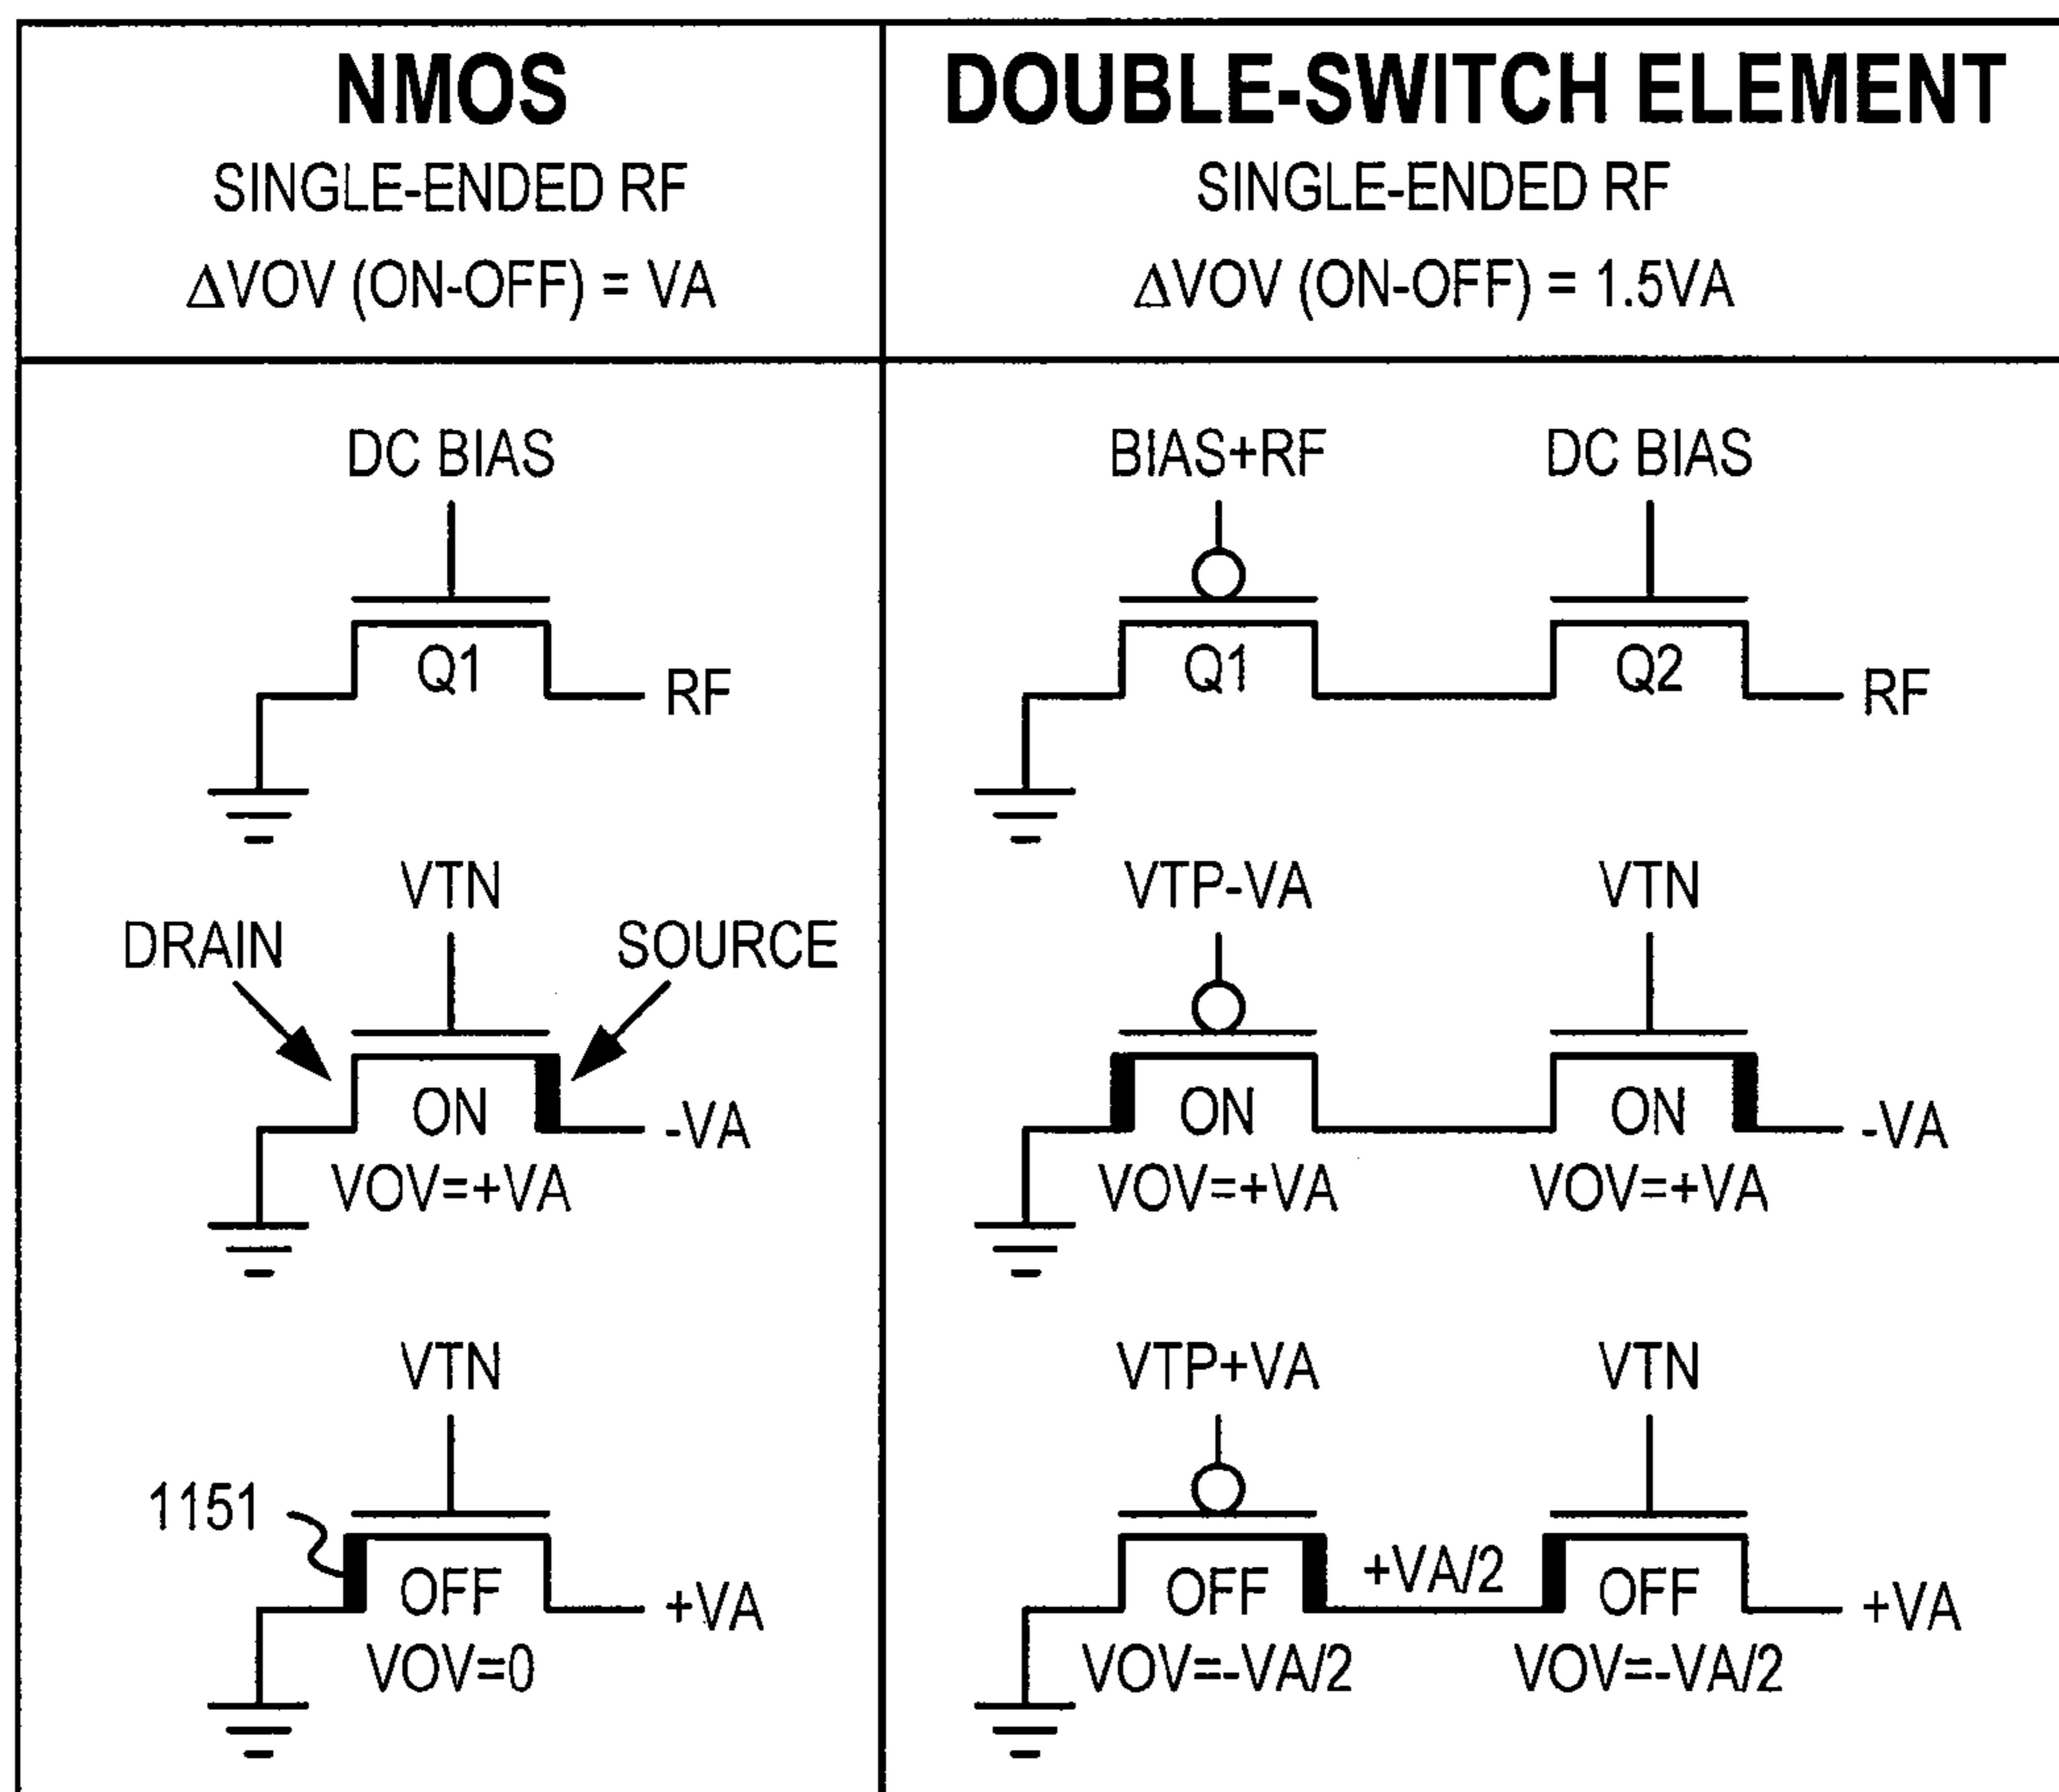 NMOS
SINGLE-ENDED RF
ΔVOV (ON-OFF) = VA
DOUBLE-SWITCH ELEMENT
SINGLE-ENDED RF
ΔVOV (ON-OFF) = 1.5VA
DC BIAS
Q1
RF
VTN
DRAIN
SOURCE
ON
-VA
VOV=+VA
VTN
1151
OFF
+VA
VOV=0
BIAS+RF
DC BIAS
Q1
Q2
RF
VTP-VA
VTN
ON
ON
-VA
VOV=+VA
VOV=+VA
VTP+VA
VTN
OFF
+VA/2
OFF
+VA
VOV=-VA/2
VOV=-VA/2